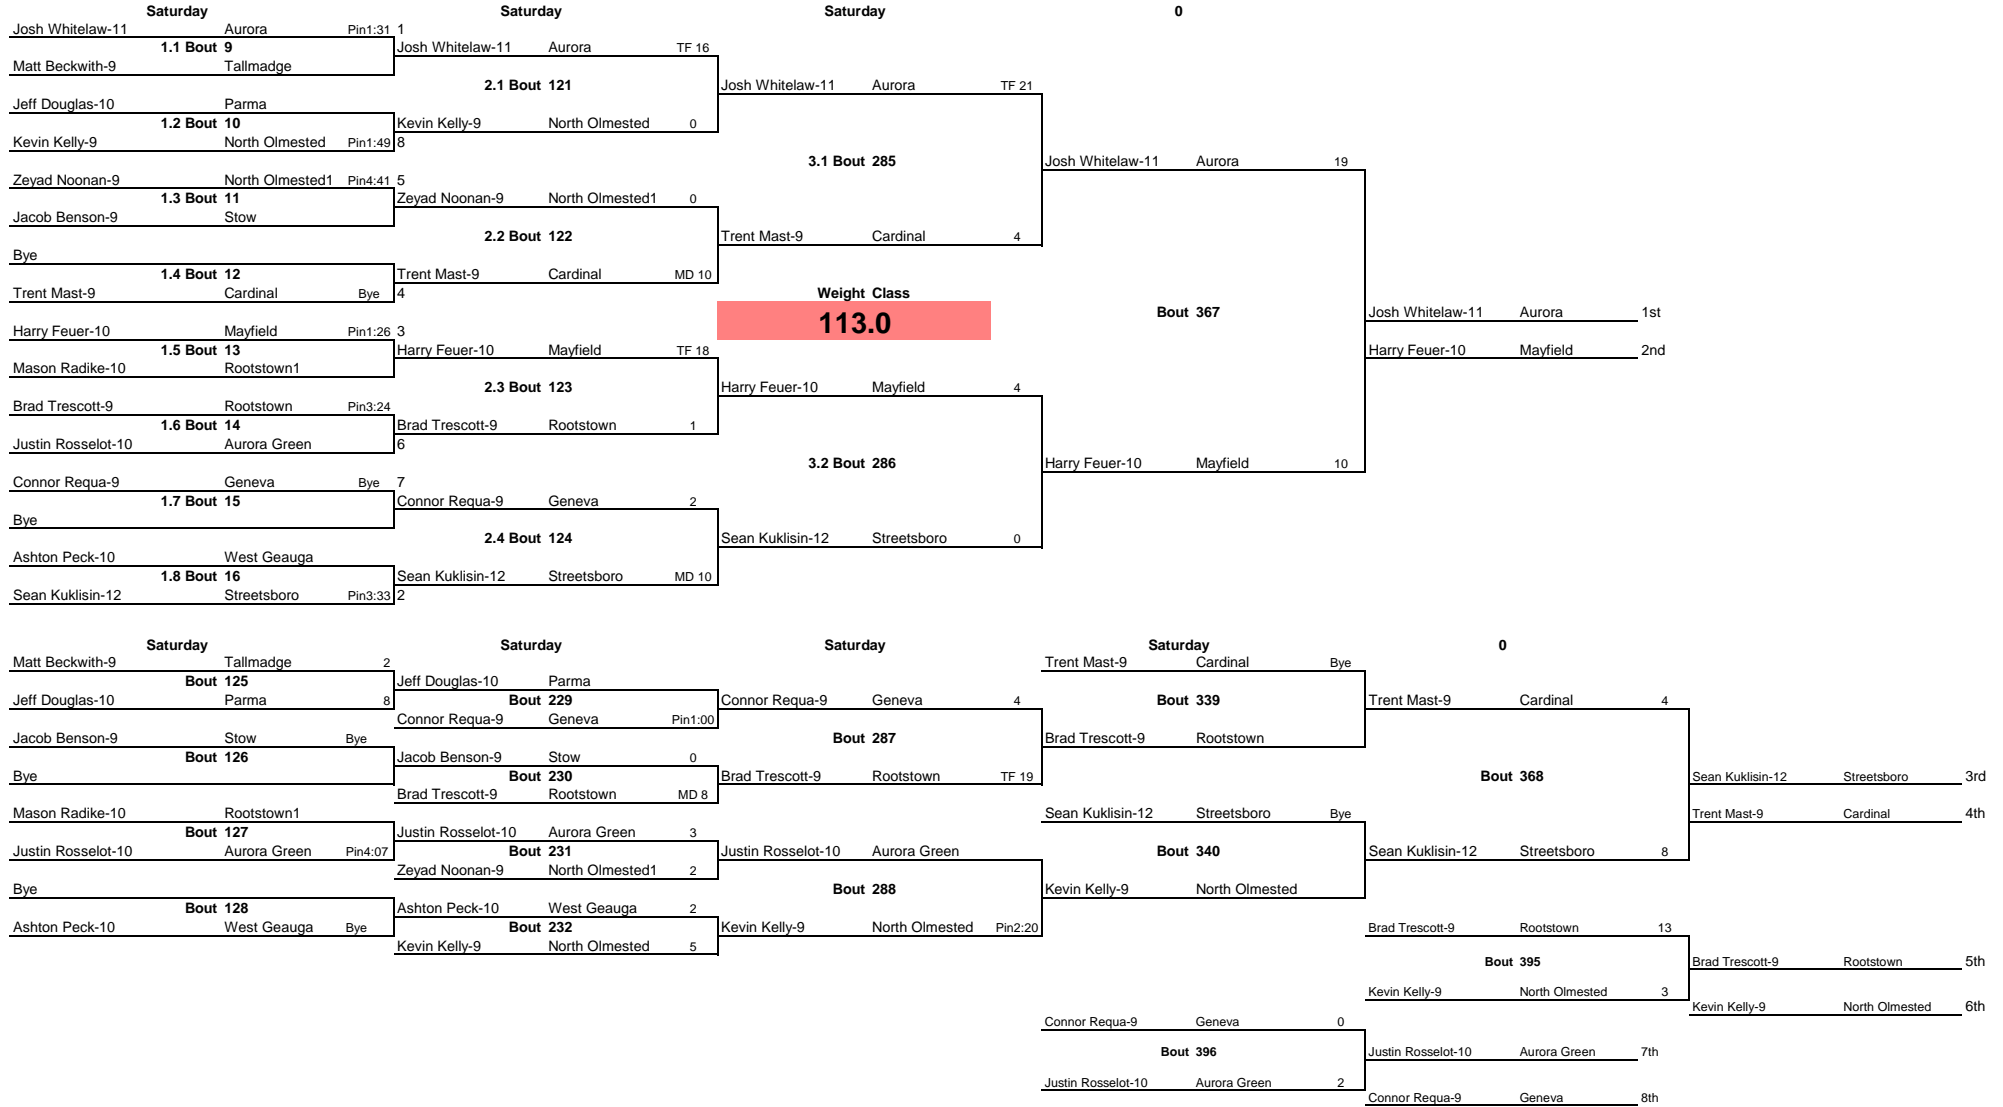 Saturday Saturday Saturday 0
Josh Whitelaw-11 Aurora Pin1:31 1
1.1 Bout 9 Josh Whitelaw-11 Aurora TF 16
Matt Beckwith-9 Tallmadge
2.1 Bout 121 Josh Whitelaw-11 Aurora TF 21
Jeff Douglas-10 Parma
1.2 Bout 10 Kevin Kelly-9 North Olmested 0
Kevin Kelly-9 North Olmested Pin1:49 8
3.1 Bout 285 Josh Whitelaw-11 Aurora 19
Zeyad Noonan-9 North Olmested1 Pin4:41 5
1.3 Bout 11 Zeyad Noonan-9 North Olmested1 0
Jacob Benson-9 Stow
2.2 Bout 122 Trent Mast-9 Cardinal 4
Bye
1.4 Bout 12 Trent Mast-9 Cardinal MD 10
Trent Mast-9 Cardinal Bye 4 Weight Class
Bout 367 Josh Whitelaw-11 Aurora 1st
Harry Feuer-10 Mayfield Pin1:26 3 113.0
1.5 Bout 13 Harry Feuer-10 Mayfield TF 18 Harry Feuer-10 Mayfield 2nd
Mason Radike-10 Rootstown1
2.3 Bout 123 Harry Feuer-10 Mayfield 4
Brad Trescott-9 Rootstown Pin3:24
1.6 Bout 14 Brad Trescott-9 Rootstown 1
Justin Rosselot-10 Aurora Green 6
3.2 Bout 286 Harry Feuer-10 Mayfield 10
Connor Requa-9 Geneva Bye 7
1.7 Bout 15 Connor Requa-9 Geneva 2
Bye
2.4 Bout 124 Sean Kuklisin-12 Streetsboro 0
Ashton Peck-10 West Geauga
1.8 Bout 16 Sean Kuklisin-12 Streetsboro MD 10
Sean Kuklisin-12 Streetsboro Pin3:33 2
Saturday Saturday Saturday Saturday 0
Matt Beckwith-9 Tallmadge 2 Trent Mast-9 Cardinal Bye
Bout 125 Jeff Douglas-10 Parma
Jeff Douglas-10 Parma 8 Bout 229 Connor Requa-9 Geneva 4 Bout 339 Trent Mast-9 Cardinal 4
Connor Requa-9 Geneva Pin1:00
Jacob Benson-9 Stow Bye Bout 287 Brad Trescott-9 Rootstown
Bout 126 Jacob Benson-9 Stow 0
Bye Bout 230 Brad Trescott-9 Rootstown TF 19 Bout 368 Sean Kuklisin-12 Streetsboro 3rd
Brad Trescott-9 Rootstown MD 8
Mason Radike-10 Rootstown1 Sean Kuklisin-12 Streetsboro Bye Trent Mast-9 Cardinal 4th
Bout 127 Justin Rosselot-10 Aurora Green 3
Justin Rosselot-10 Aurora Green Pin4:07 Bout 231 Justin Rosselot-10 Aurora Green Bout 340 Sean Kuklisin-12 Streetsboro 8
Zeyad Noonan-9 North Olmested1 2
Bye Bout 288 Kevin Kelly-9 North Olmested
Bout 128 Ashton Peck-10 West Geauga 2
Ashton Peck-10 West Geauga Bye Bout 232 Kevin Kelly-9 North Olmested Pin2:20 Brad Trescott-9 Rootstown 13
Kevin Kelly-9 North Olmested 5
Bout 395 Brad Trescott-9 Rootstown 5th
Kevin Kelly-9 North Olmested 3
Kevin Kelly-9 North Olmested 6th
Connor Requa-9 Geneva 0
Bout 396 Justin Rosselot-10 Aurora Green 7th
Justin Rosselot-10 Aurora Green 2
Connor Requa-9 Geneva 8th